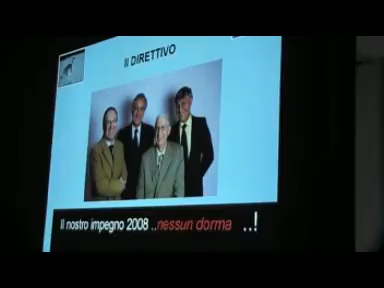 Il DIRETTIVO
Il nostro impegno 2008 ..nessun dorma ..!